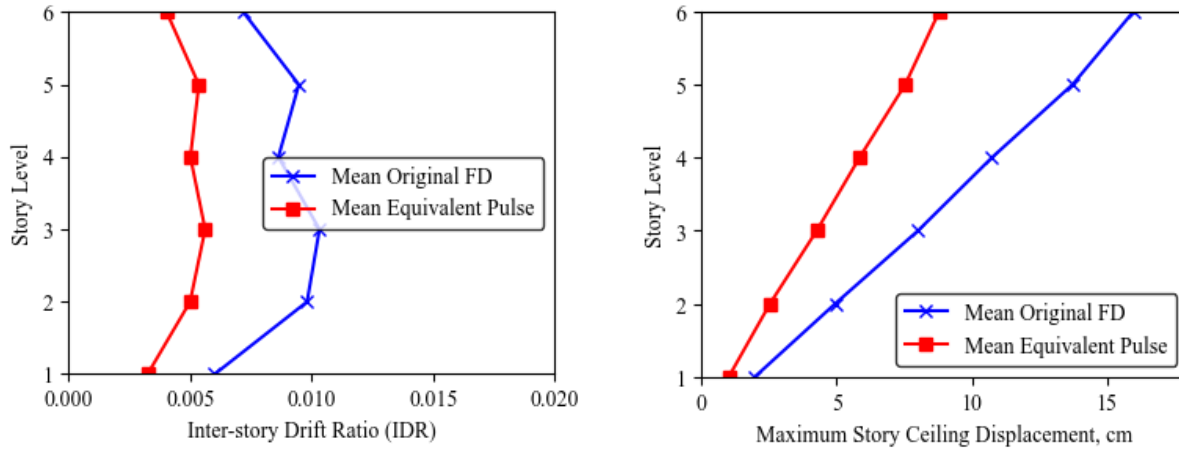 6
5
4
3
2
1
Story Level
Mean Original FD
Mean Equivalent Pulse
0.000
0.005
0.010
0.015
0.020
Inter-story Drift Ratio (IDR)
6
5
4
3
2
1
Story Level
Mean Original FD
Mean Equivalent Pulse
0
5
10
15
Maximum Story Ceiling Displacement, cm